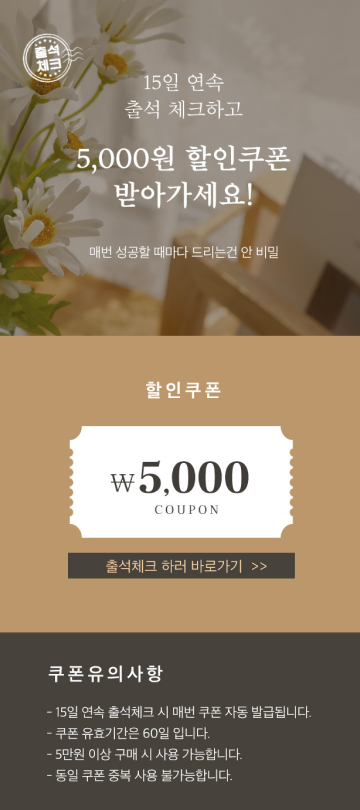 출석
체크
15일 연속
출석 체크하고
5,000원 할인쿠폰
받아가세요!
매번 성공할 때마다 드리는건 안 비밀
할인쿠폰
₩5,000
COUPON
출석체크 하러 바로가기 >>
쿠폰유의사항
- 15일 연속 출석체크 시 매번 쿠폰 자동 발급됩니다.
- 쿠폰 유효기간은 60일 입니다.
- 5만원 이상 구매 시 사용 가능합니다.
- 동일 쿠폰 중복 사용 불가능합니다.